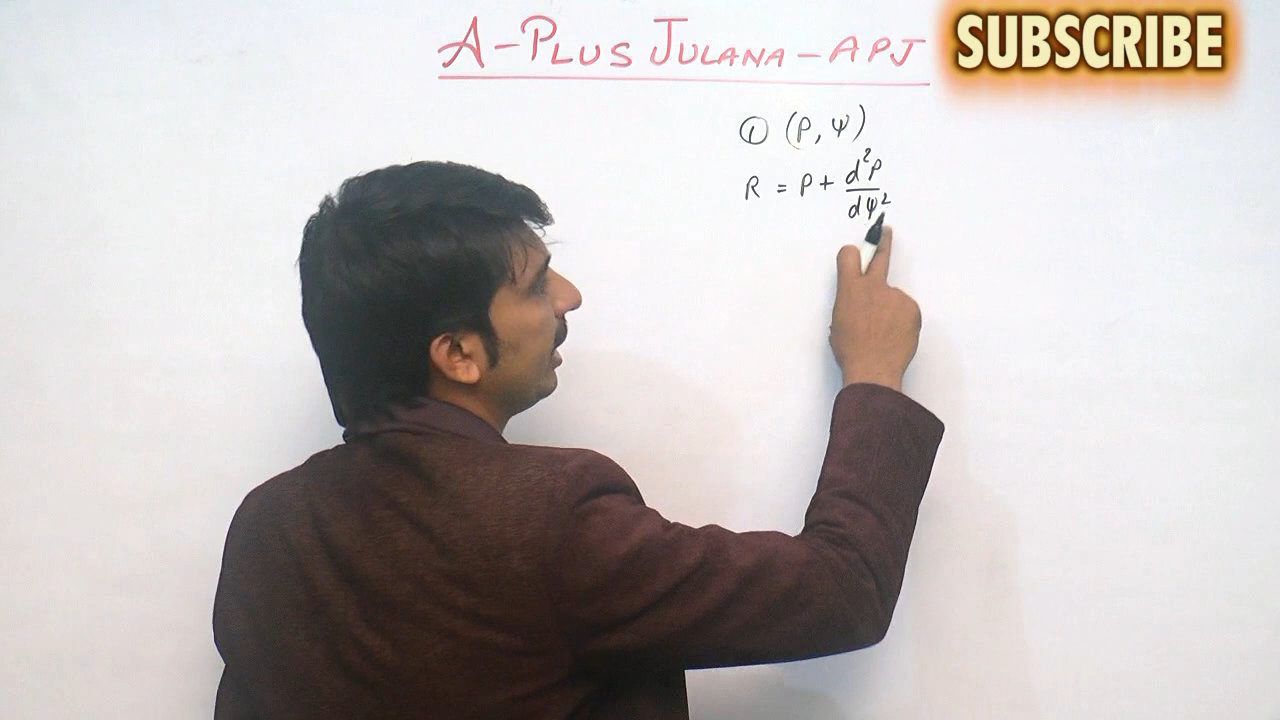 A-PLUS JULANA-APJ
SUBSCRIBE
① (P, ψ)
R = P + d²P/dψ²